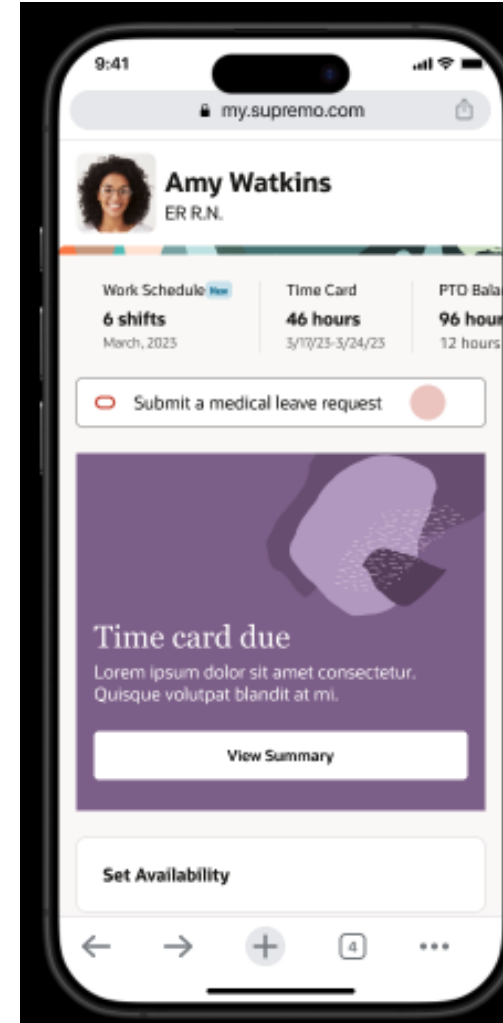 9:41
my.supremo.com
Amy Watkins
ER R.N.
Work Schedule New
6 shifts
March, 2023
Time Card
46 hours
3/17/23-3/24/23
PTO Bala
96 hour
12 hours
Submit a medical leave request
Time card due
Lorem ipsum dolor sit amet consectetur.
Quisque volutpat blandit at mi.
View Summary
Set Availability
4